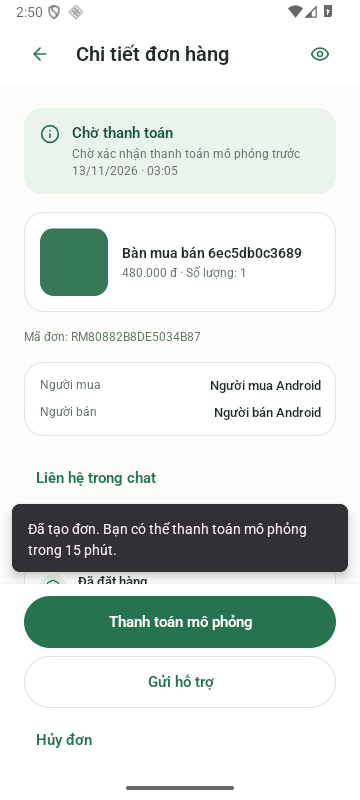 2:50
Chi tiết đơn hàng
Chờ thanh toán
Chờ xác nhận thanh toán mô phỏng trước
13/11/2026 · 03:05
Bàn mua bán 6ec5db0c3689
480.000 đ · Số lượng: 1
Mã đơn: RM80882B8DE5034B87
Người mua Người mua Android
Người bán Người bán Android
Liên hệ trong chat
Đã tạo đơn. Bạn có thể thanh toán mô phỏng
trong 15 phút.
Đã đặt hàng
Thanh toán mô phỏng
Gửi hỗ trợ
Hủy đơn